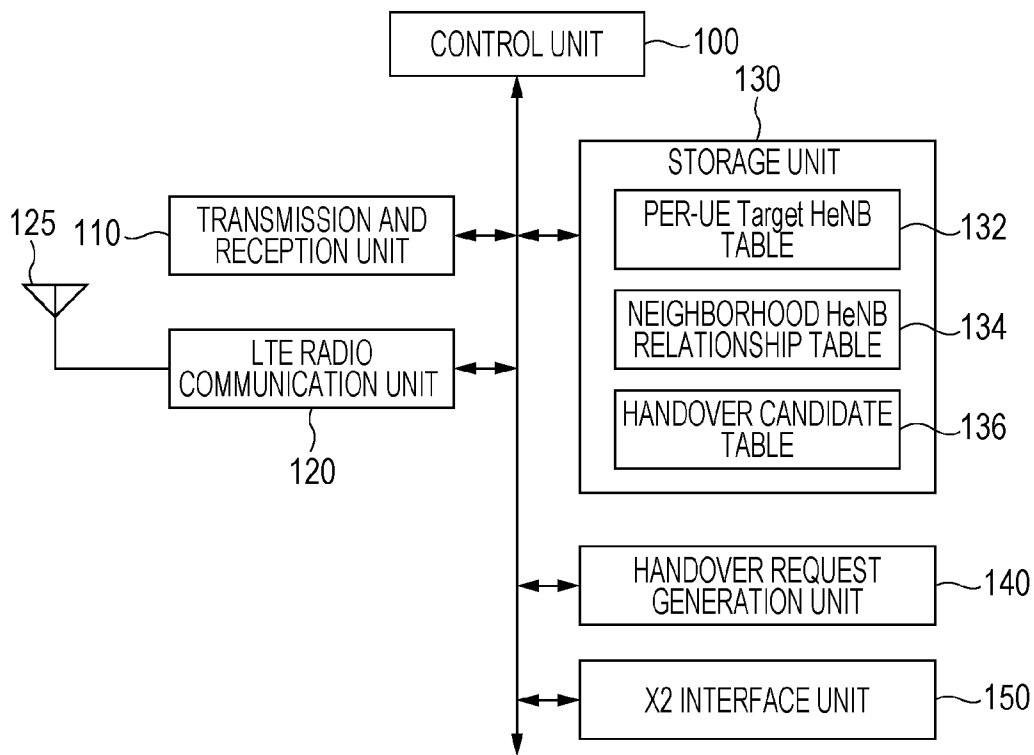 CONTROL UNIT
100
130
STORAGE UNIT
125
110
TRANSMISSION AND
RECEPTION UNIT
PER-UE Target HeNB
TABLE
132
NEIGHBORHOOD HeNB
RELATIONSHIP TABLE
134
LTE RADIO
COMMUNICATION UNIT
120
HANDOVER CANDIDATE
TABLE
136
HANDOVER REQUEST
GENERATION UNIT
140
X2 INTERFACE UNIT
150